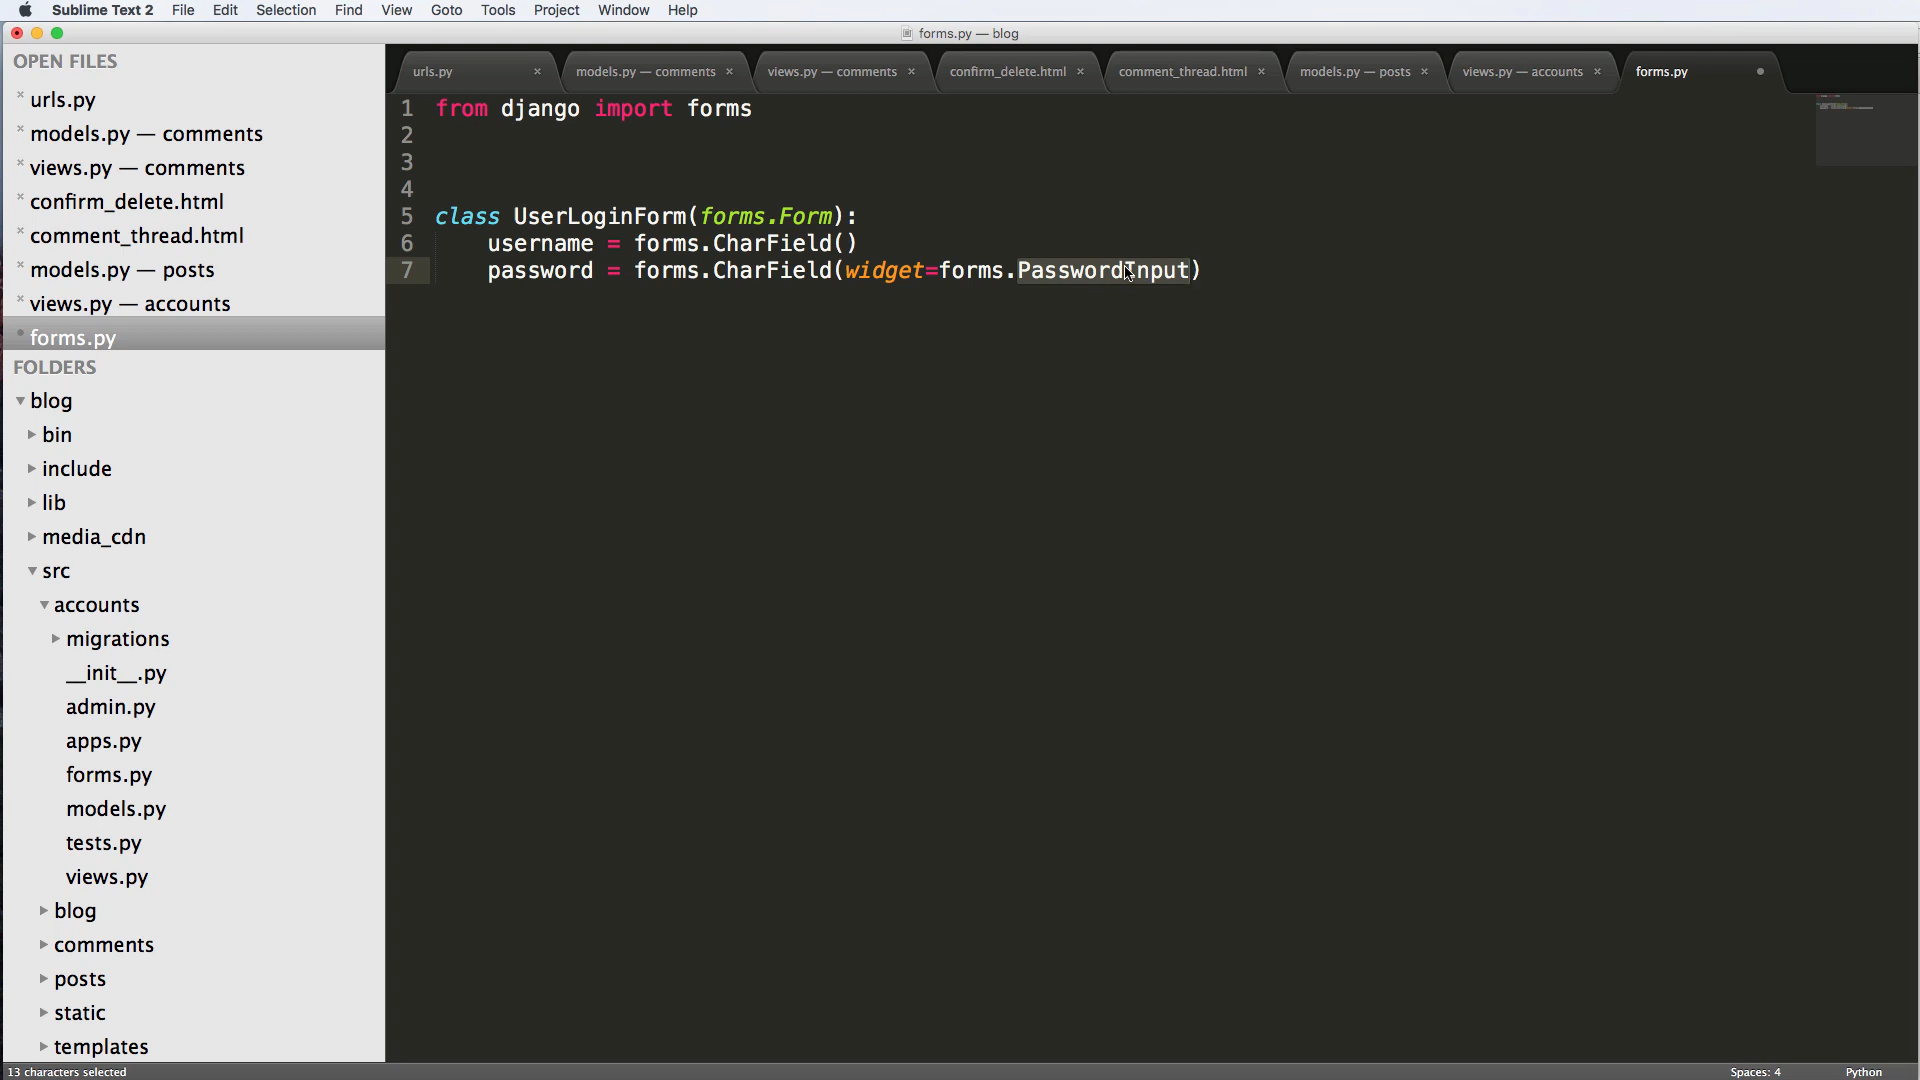 Sublime Text 2 File Edit Selection Find View Goto Tools Project Window Help
forms.py — blog
OPEN FILES
urls.py
models.py — comments
views.py — comments
confirm_delete.html
comment_thread.html
models.py — posts
views.py — accounts
forms.py
FOLDERS
blog
bin
include
lib
media_cdn
src
accounts
migrations
__init__.py
admin.py
apps.py
forms.py
models.py
tests.py
views.py
blog
comments
posts
static
templates
urls.py models.py — comments views.py — comments confirm_delete.html comment_thread.html models.py — posts views.py — accounts forms.py
1 from django import forms
2
3
4
5 class UserLoginForm(forms.Form):
6 username = forms.CharField()
7 password = forms.CharField(widget=forms.PasswordInput)
13 characters selected Spaces: 4 Python